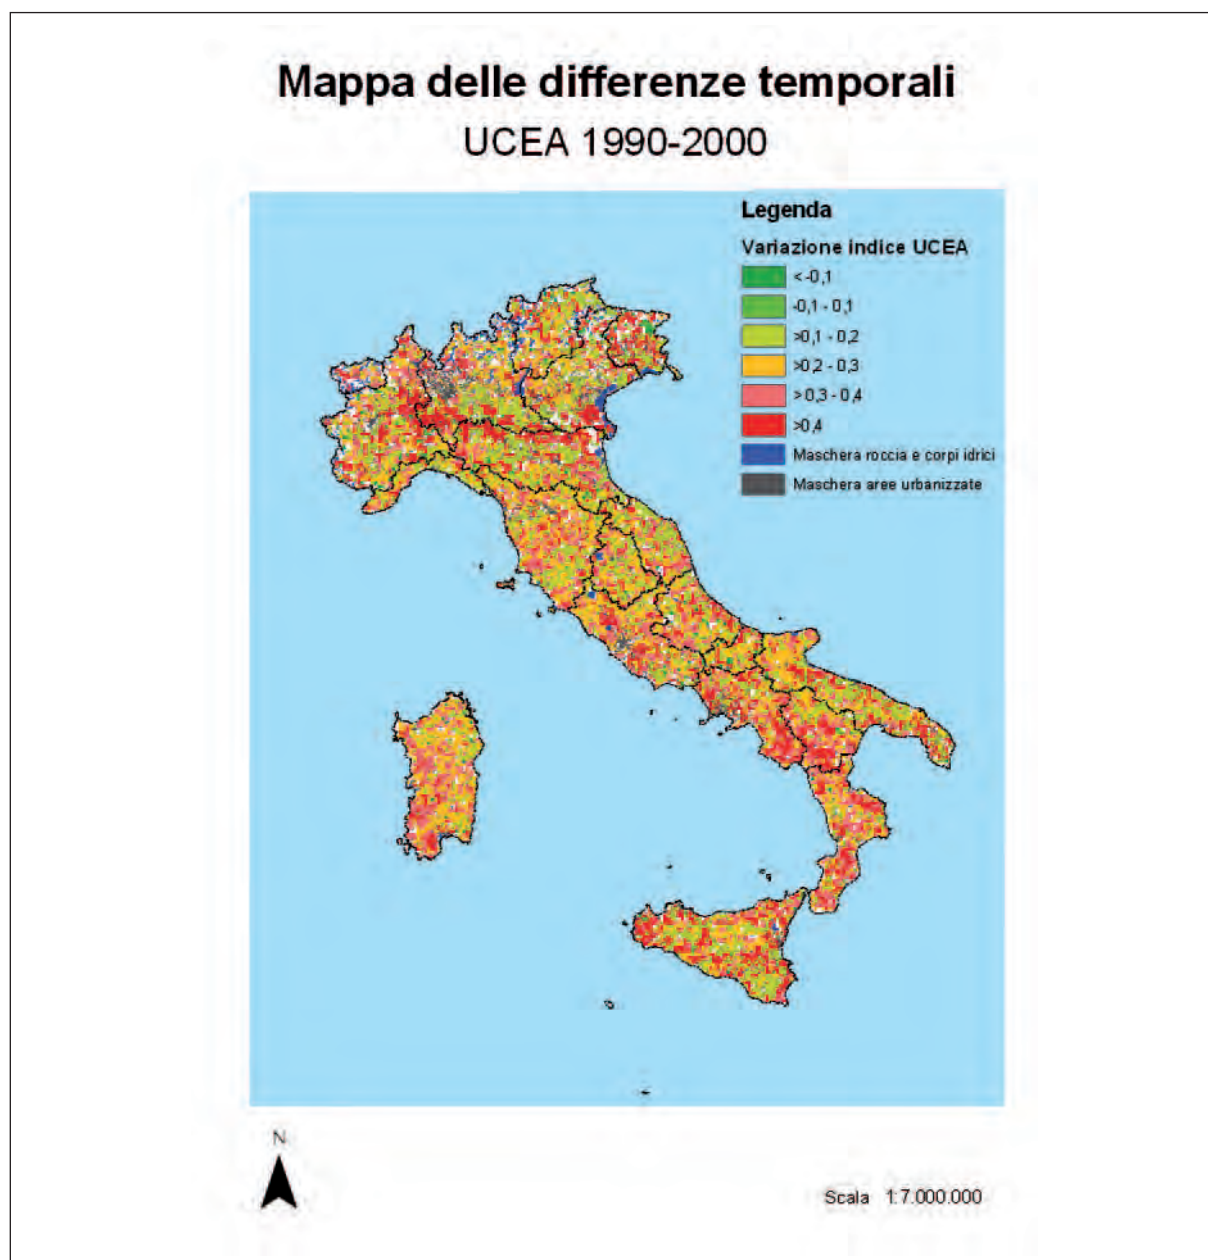 Mappa delle differenze temporali
UCEA 1990-2000
Legenda
Variazione indice UCEA
< -0,1
-0,1 - 0,1
>0,1 - 0,2
>0,2 - 0,3
>0,3 - 0,4
>0,4
Maschera roccia e corpi idrici
Maschera aree urbanizzate
N
Scala 1:7.000.000